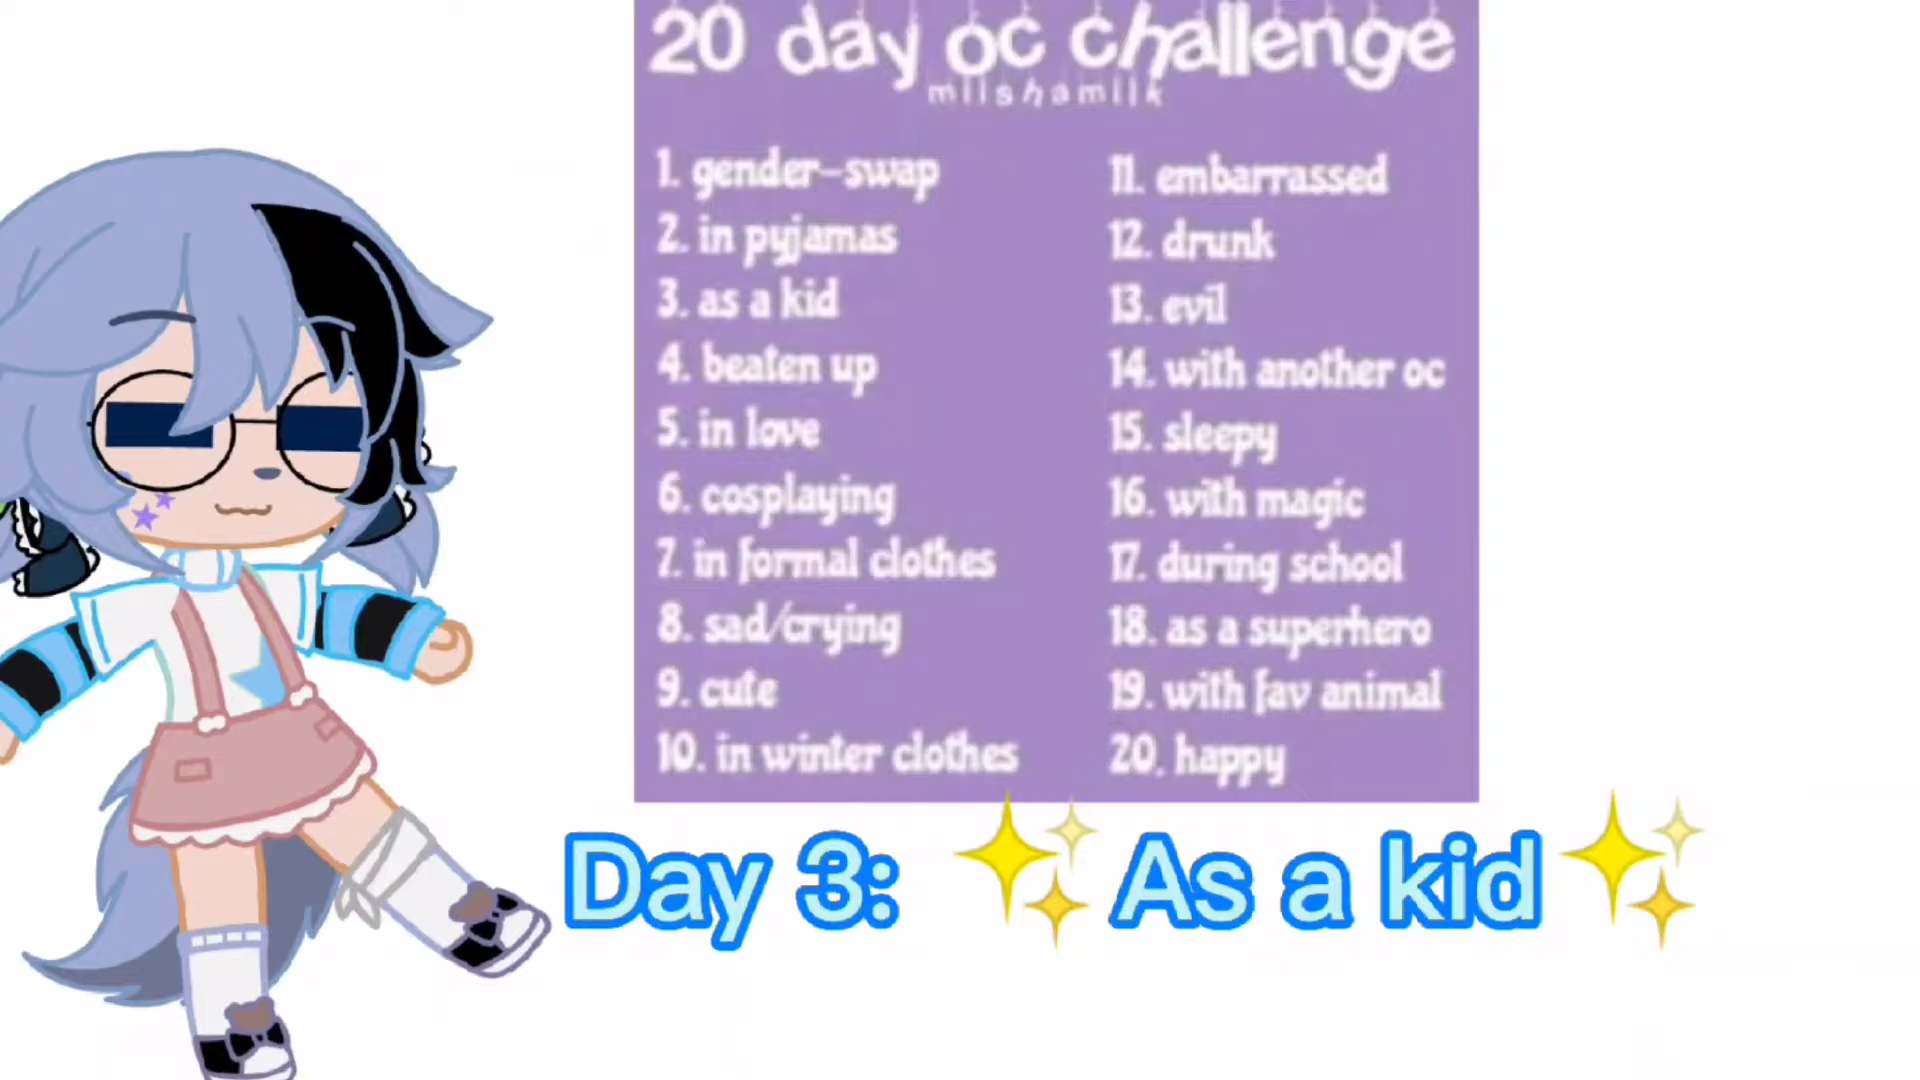 20 day oc challenge
milshamilk
1. gender-swap
2. in pyjamas
3. as a kid
4. beaten up
5. in love
6. cosplaying
7. in formal clothes
8. sad/crying
9. cute
10. in winter clothes
11. embarrassed
12. drunk
13. evil
14. with another oc
15. sleepy
16. with magic
17. during school
18. as a superhero
19. with fav animal
20. happy
Day 3: ✨As a kid✨